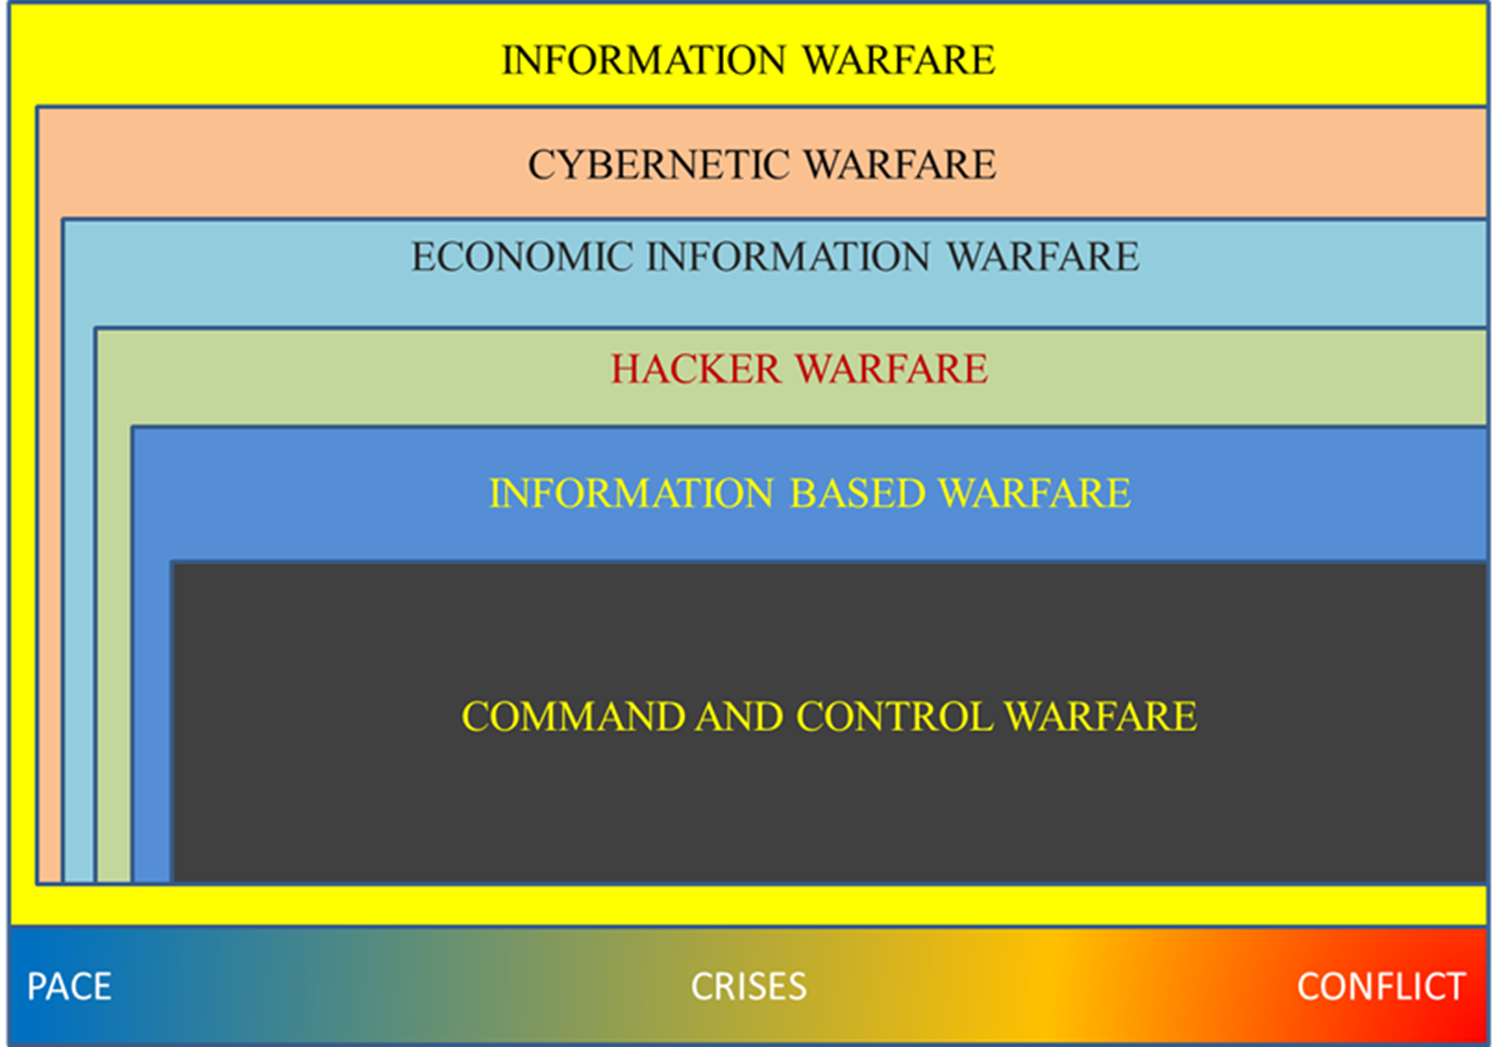 INFORMATION WARFARE
CYBERNETIC WARFARE
ECONOMIC INFORMATION WARFARE
HACKER WARFARE
INFORMATION BASED WARFARE
COMMAND AND CONTROL WARFARE
PACE CRISES CONFLICT